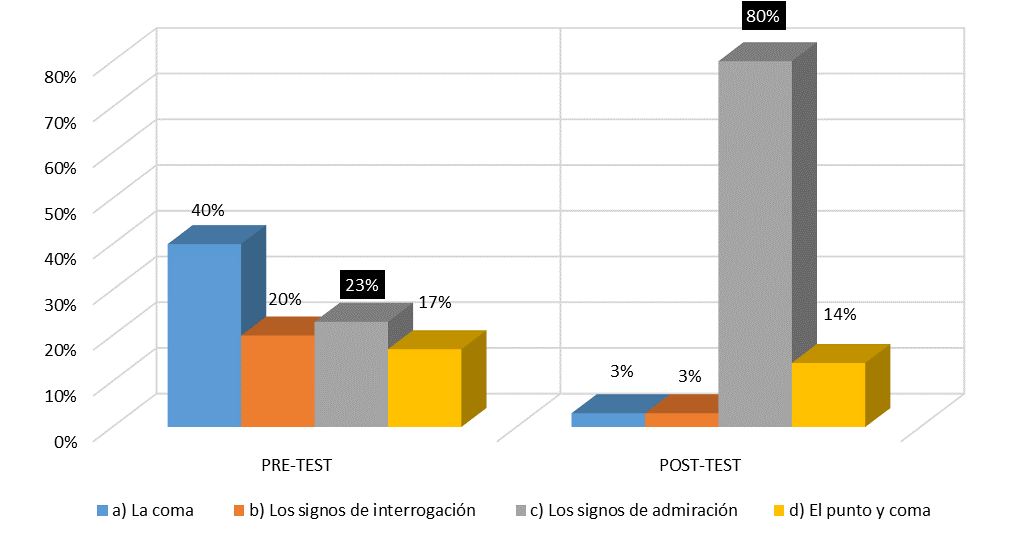 80%
80%
70%
60%
50%
40%
30%
20%
10%
0%
40%
20%
23%
17%
3%
3%
14%
PRE-TEST
POST-TEST
a) La coma
b) Los signos de interrogación
c) Los signos de admiración
d) El punto y coma